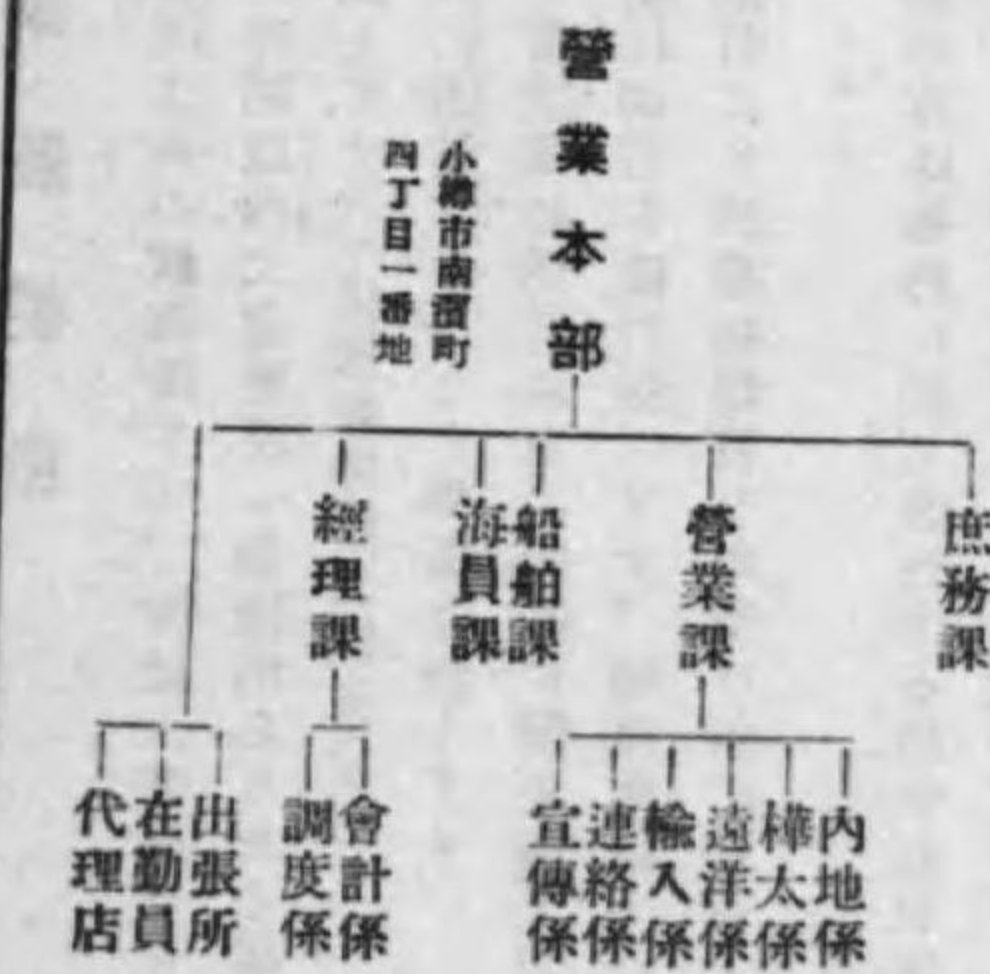 營業本部
小樽市南濱町
四丁目一番地
庶務課
營業課
船舶課
海員課
經理課
內地係
樺太係
遠洋係
輸入係
連絡係
宣傳係
會計係
調度係
出張所
在勤員
代理店